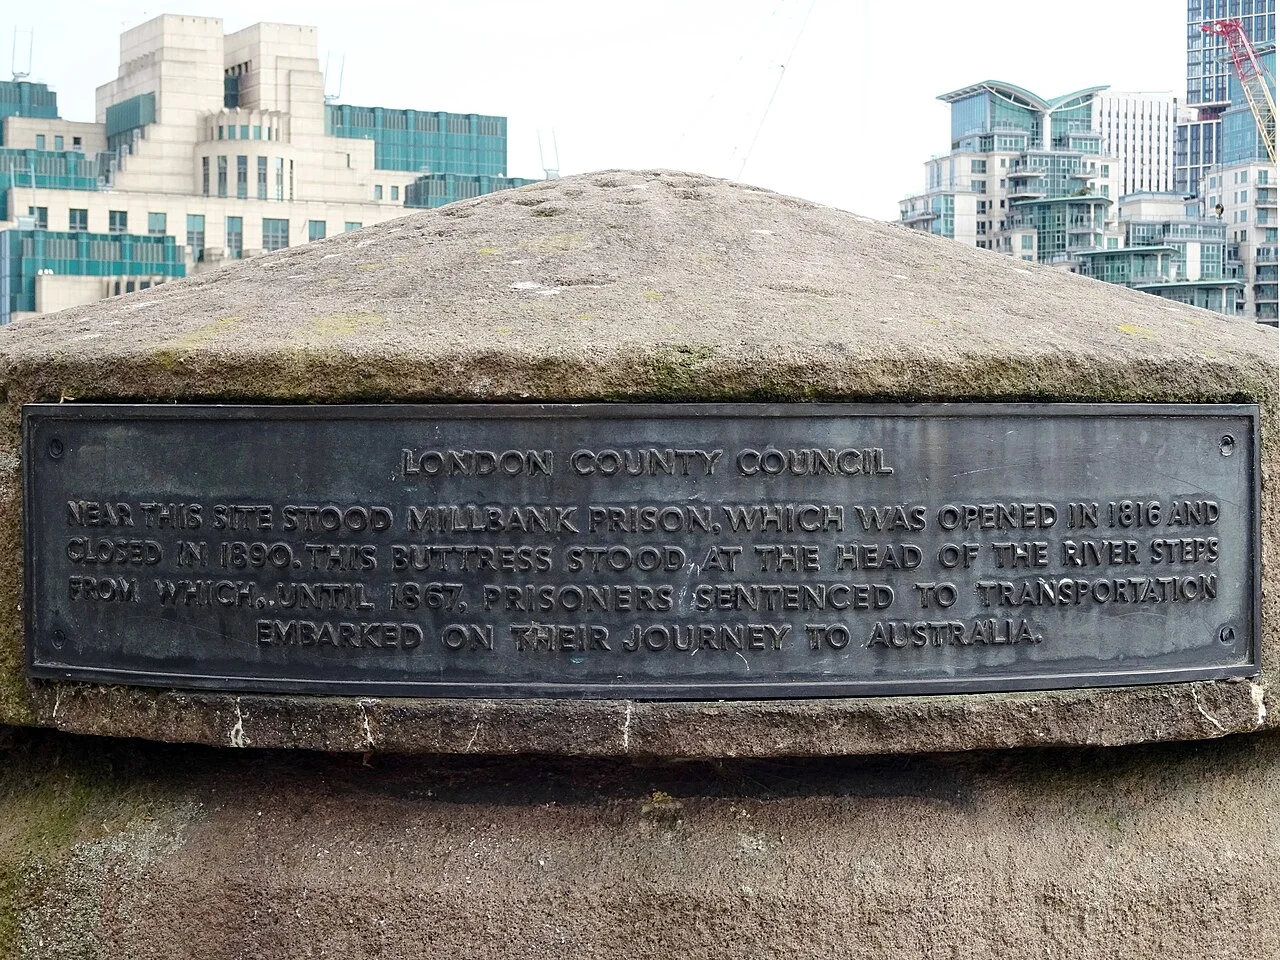 LONDON COUNTY COUNCIL
NEAR THIS SITE STOOD MILLBANK PRISON, WHICH WAS OPENED IN 1816 AND
CLOSED IN 1890. THIS BUTTRESS STOOD AT THE HEAD OF THE RIVER STEPS
FROM WHICH, UNTIL 1867, PRISONERS SENTENCED TO TRANSPORTATION
EMBARKED ON THEIR JOURNEY TO AUSTRALIA.